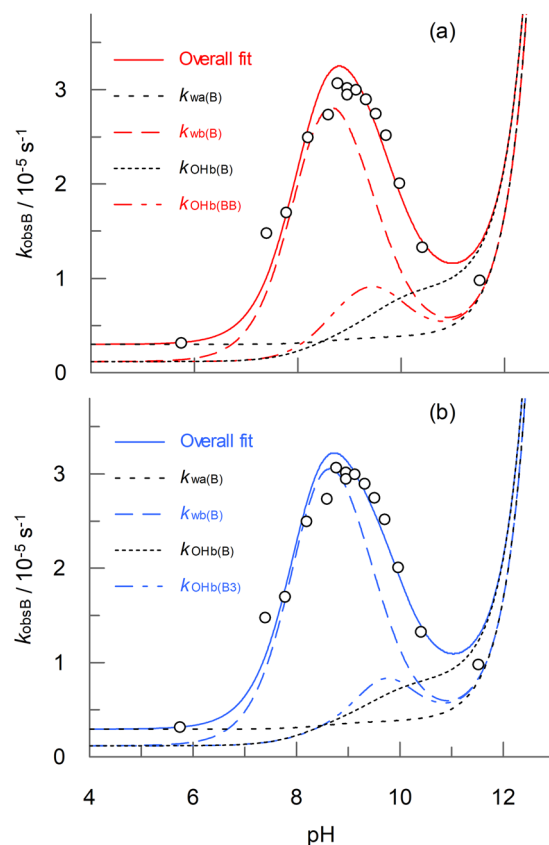 (a)
Overall fit
kwa(B)
kwb(B)
kOHb(B)
kOHb(BB)
kobsB / 10-5 s-1
3
2
1
0
(b)
Overall fit
kwa(B)
kwb(B)
kOHb(B)
kOHb(B3)
kobsB / 10-5 s-1
3
2
1
0
4 6 8 10 12
pH